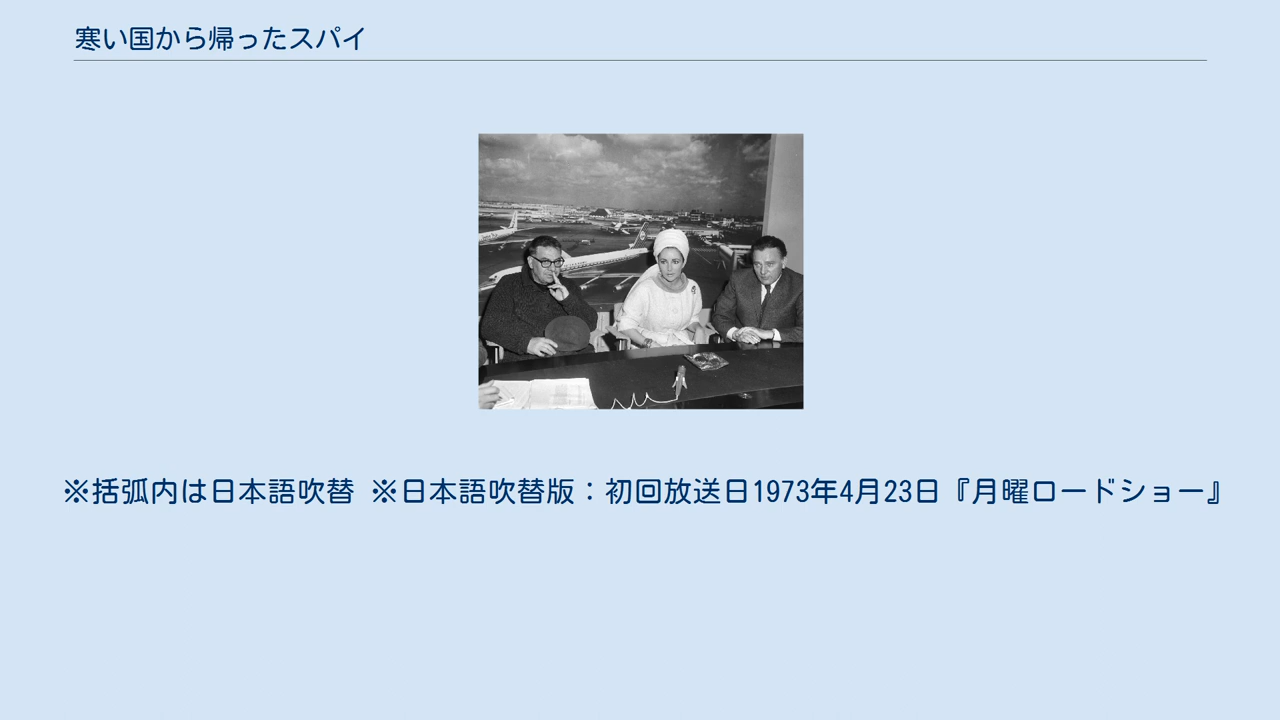 寒い国から帰ったスパイ
※括弧内は日本語吹替 ※日本語吹替版：初回放送日1973年4月23日『月曜ロードショー』